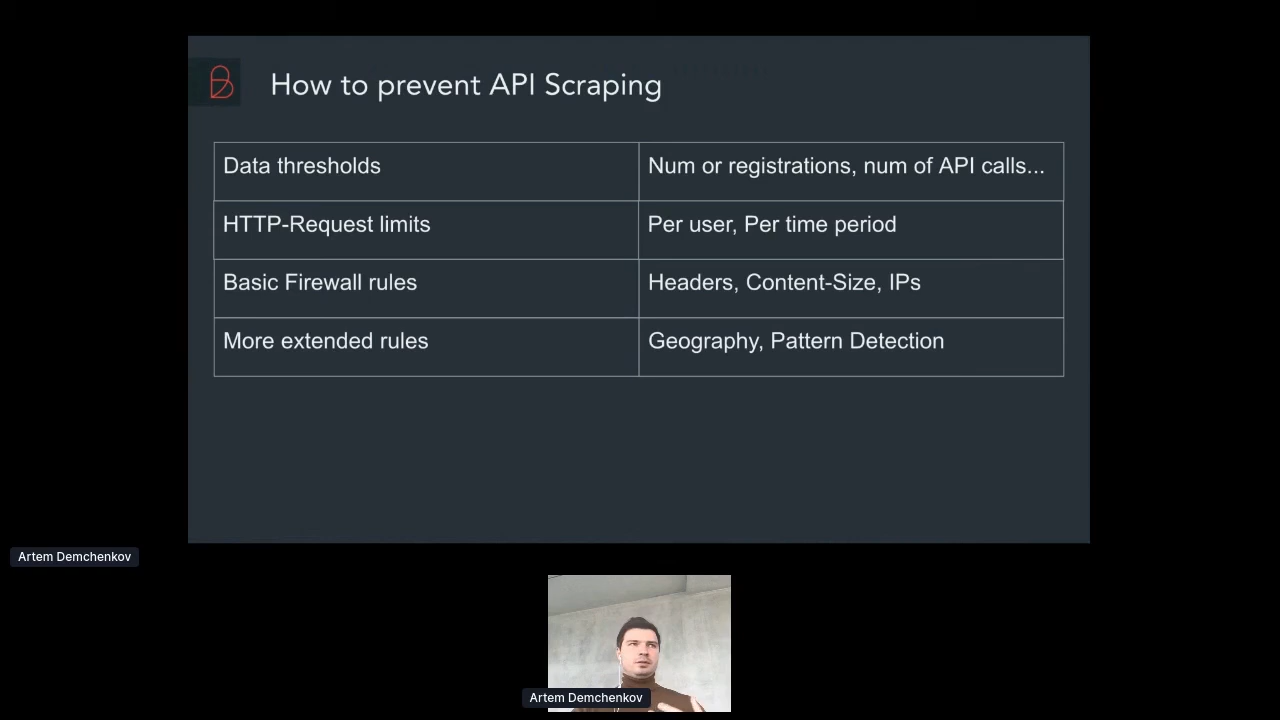 How to prevent API Scraping
Data thresholds
Num or registrations, num of API calls...
HTTP-Request limits
Per user, Per time period
Basic Firewall rules
Headers, Content-Size, IPs
More extended rules
Geography, Pattern Detection
Artem Demchenkov
Artem Demchenkov